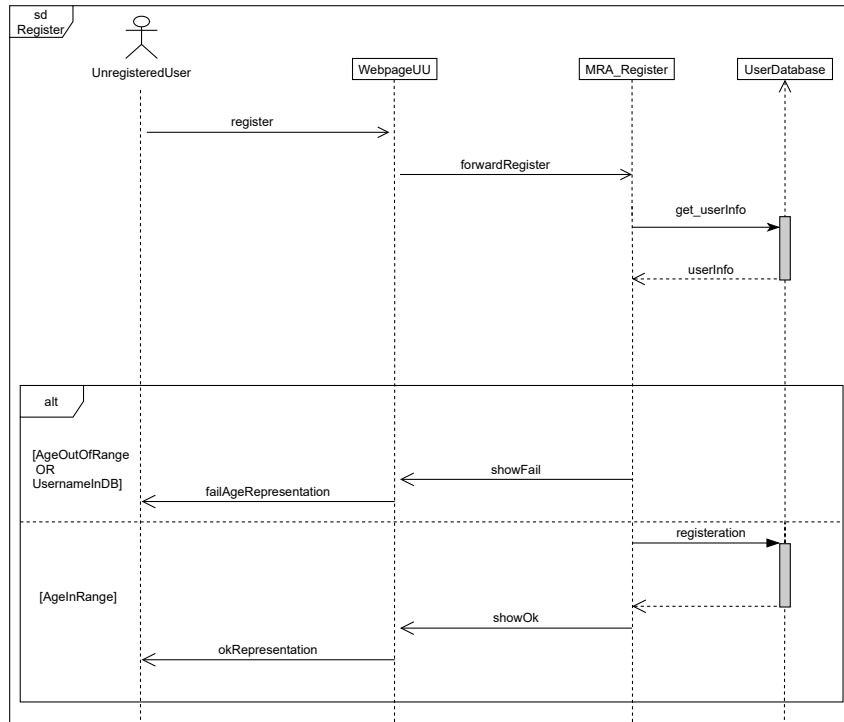 sd
Register
UnregisteredUser
WebpageUU
MRA_Register
UserDatabase
register
forwardRegister
get_userInfo
userInfo
alt
[AgeOutOfRange
OR
UsernameInDB]
showFail
failAgeRepresentation
registeration
[AgeInRange]
showOk
okRepresentation